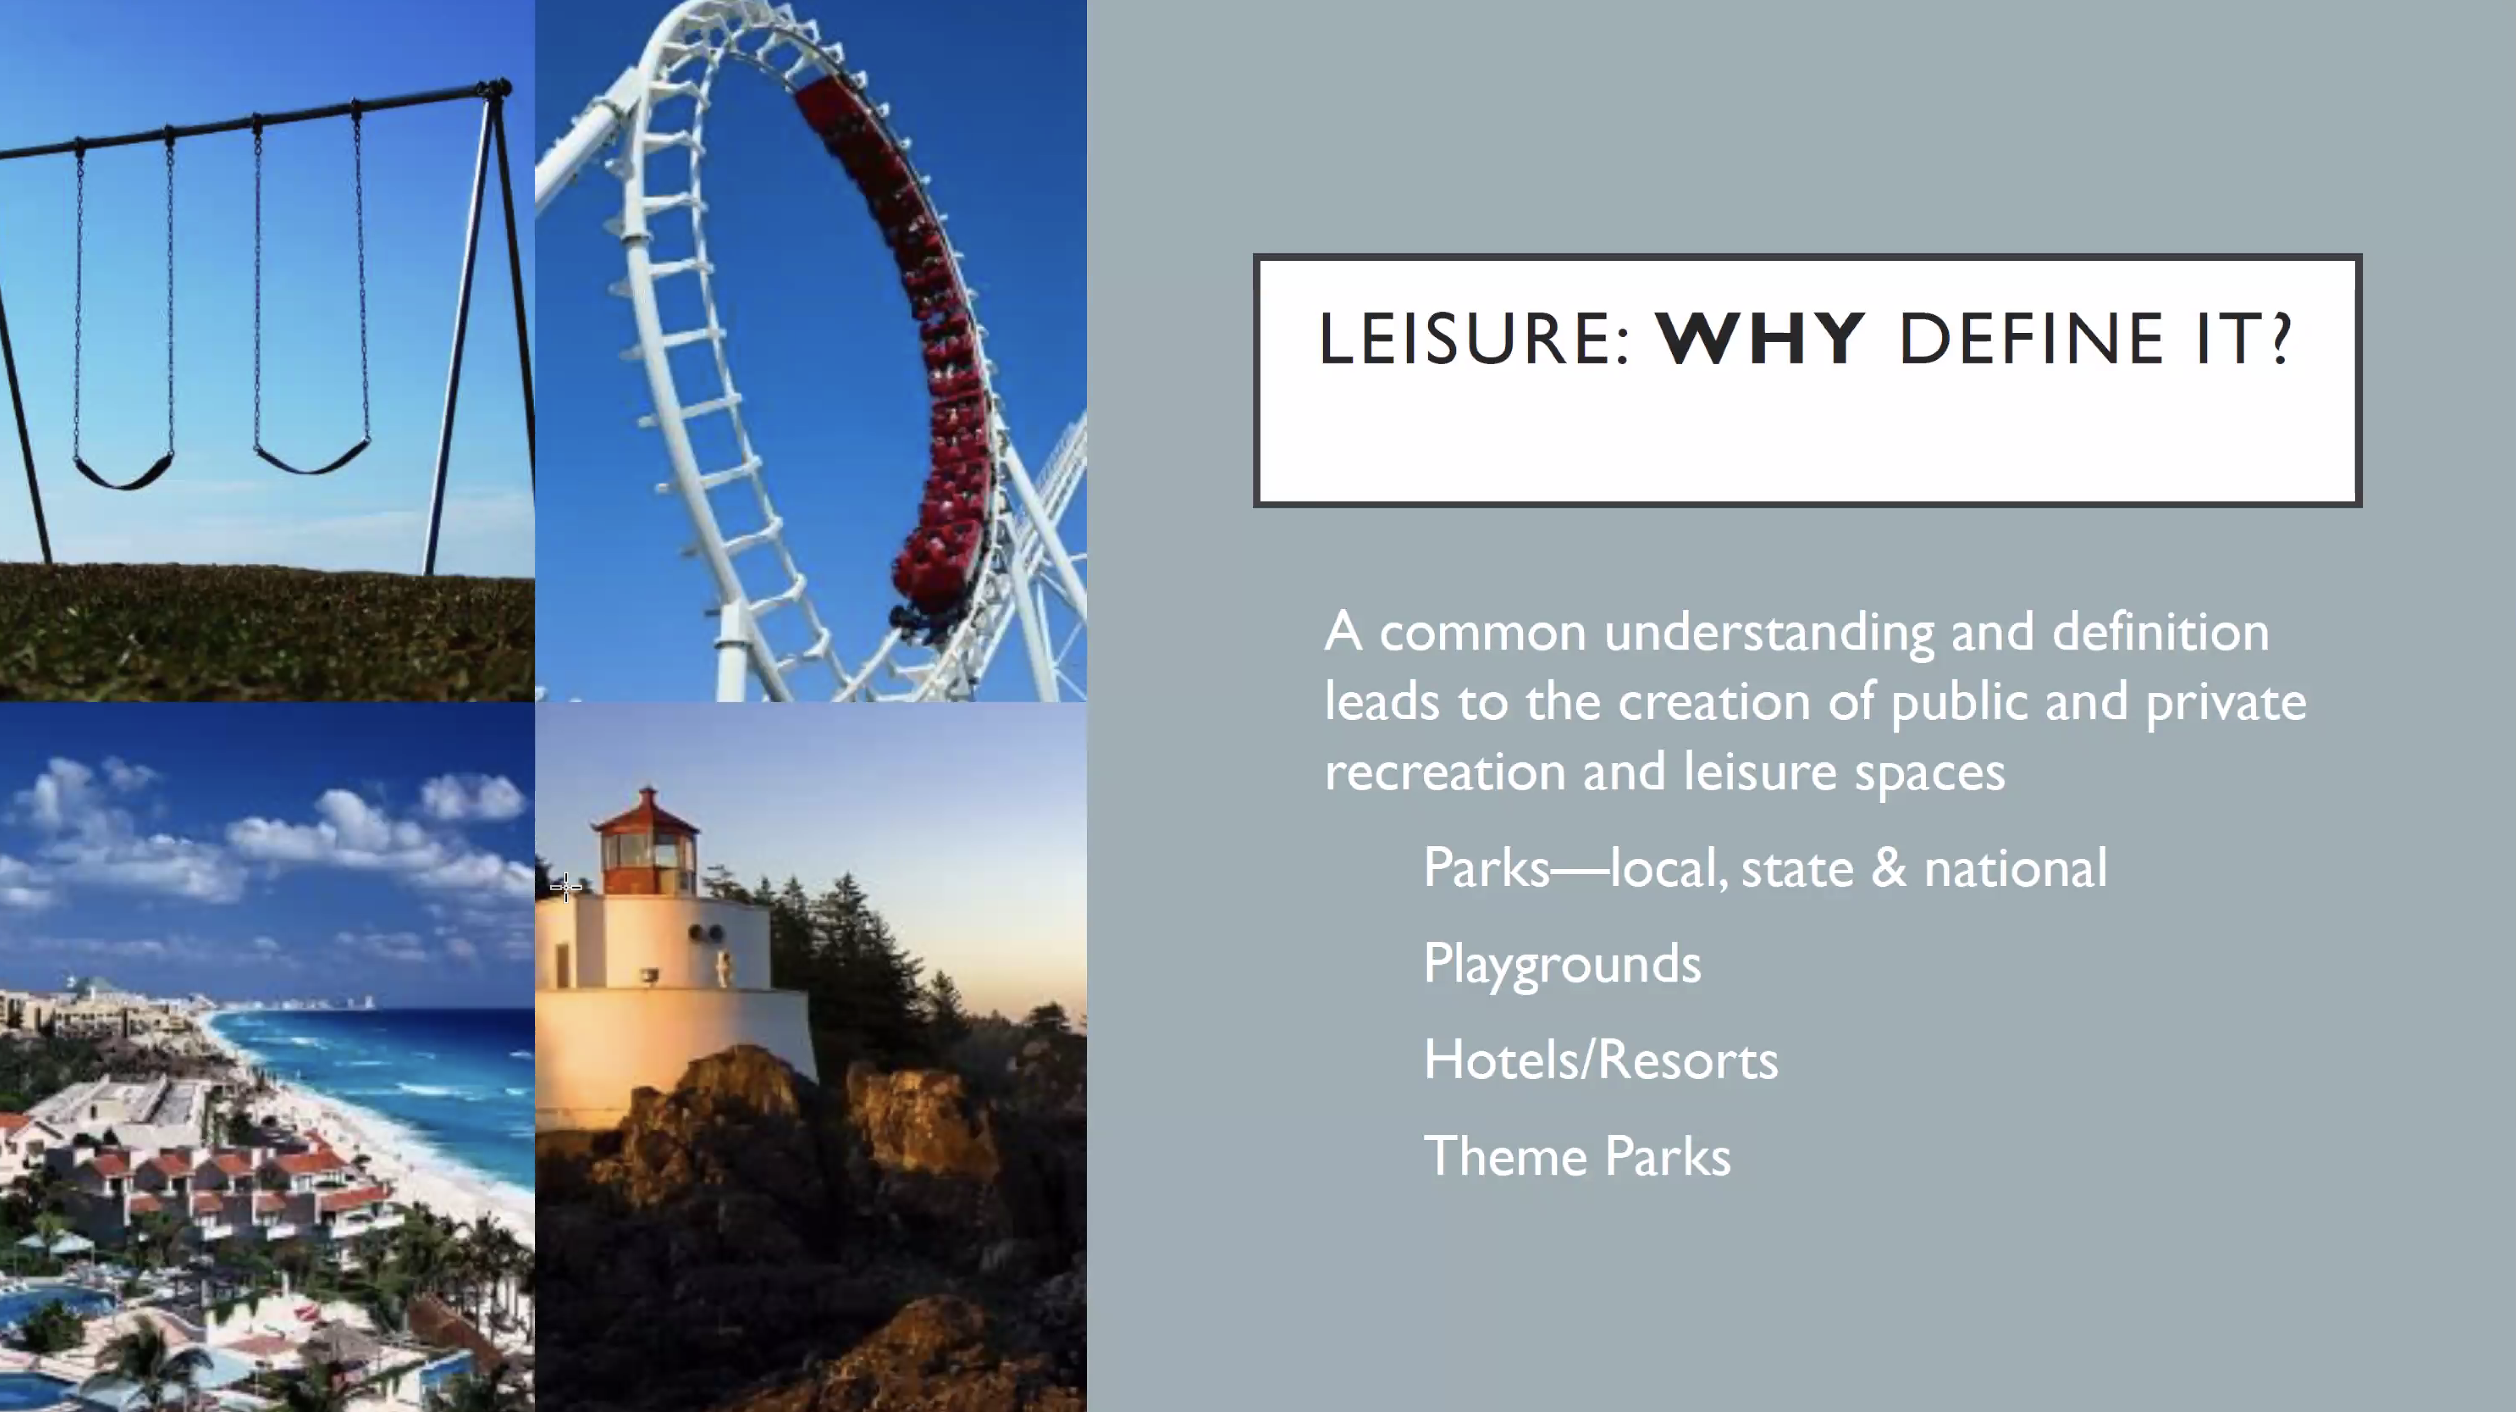 LEISURE: WHY DEFINE IT?
A common understanding and definition
leads to the creation of public and private
recreation and leisure spaces
Parks—local, state & national
Playgrounds
Hotels/Resorts
Theme Parks